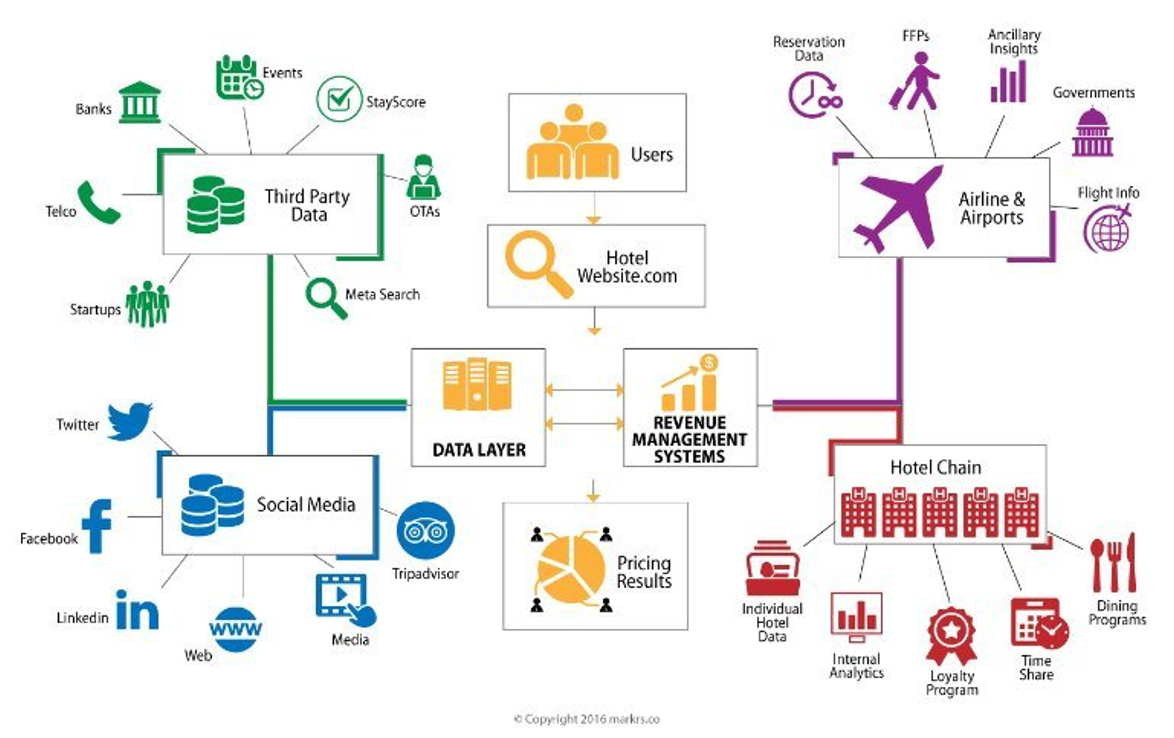 Banks
Events
StayScore
Telco
Third Party
Data
OTAs
Startups
Meta Search
Users
Hotel
Website.com
Reservation
Data
FFPs
Ancillary
Insights
Governments
Airline &
Airports
Flight Info
DATA LAYER
$
REVENUE
MANAGEMENT
SYSTEMS
Twitter
Social Media
Facebook
f
Tripadvisor
Linkedin
in
Web
www
Media
Pricing
Results
Hotel Chain
H
H
H
H
H
Individual
Hotel
Data
Internal
Analytics
Loyalty
Program
Time
Share
Dining
Programs
© Copyright 2016 markrs.co